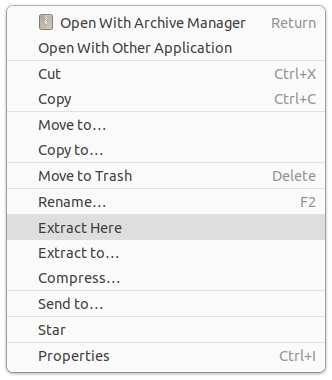 Open With Archive Manager Return
Open With Other Application
Cut Ctrl+X
Copy Ctrl+C
Move to…
Copy to…
Move to Trash Delete
Rename… F2
Extract Here
Extract to…
Compress…
Send to…
Star
Properties Ctrl+I